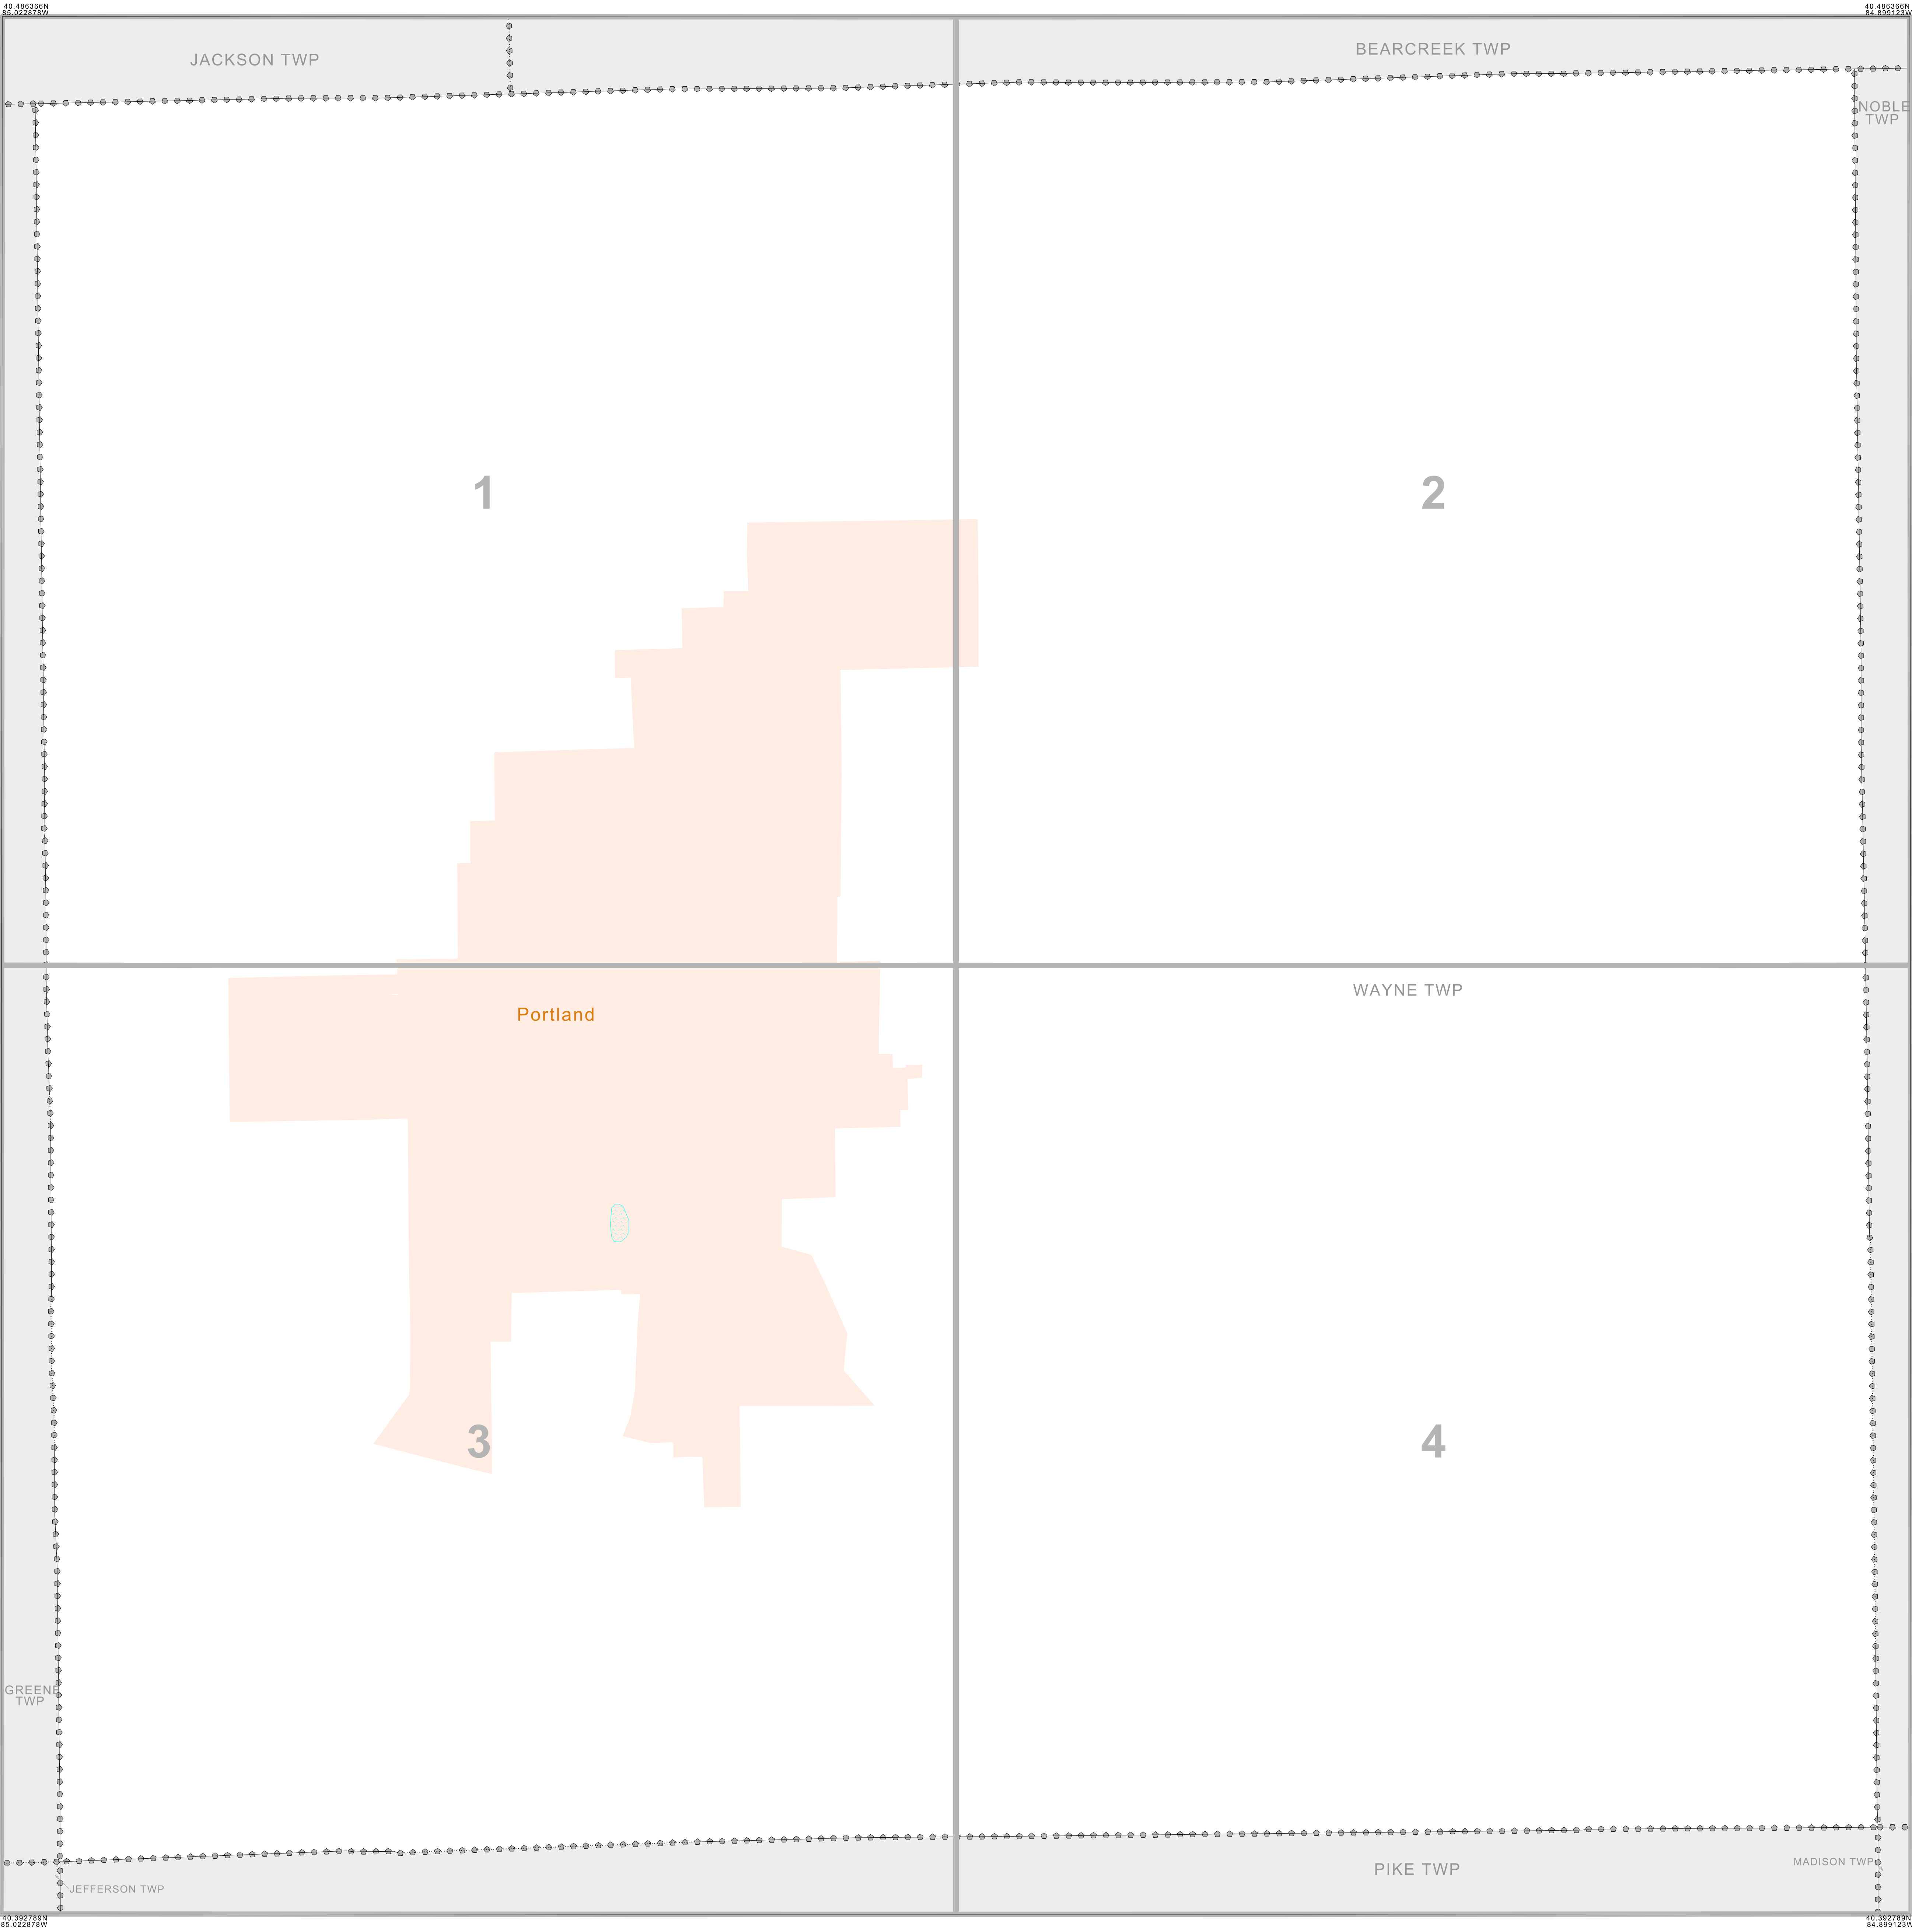 40.486366N
85.022878W
40.486366N
84.899123W
JACKSON TWP
BEARCREEK TWP
NOBLE
TWP
1
2
Portland
WAYNE TWP
3
4
GREENE
TWP
JEFFERSON TWP
PIKE TWP
MADISON TWP
40.392789N
85.022878W
40.392789N
84.899123W